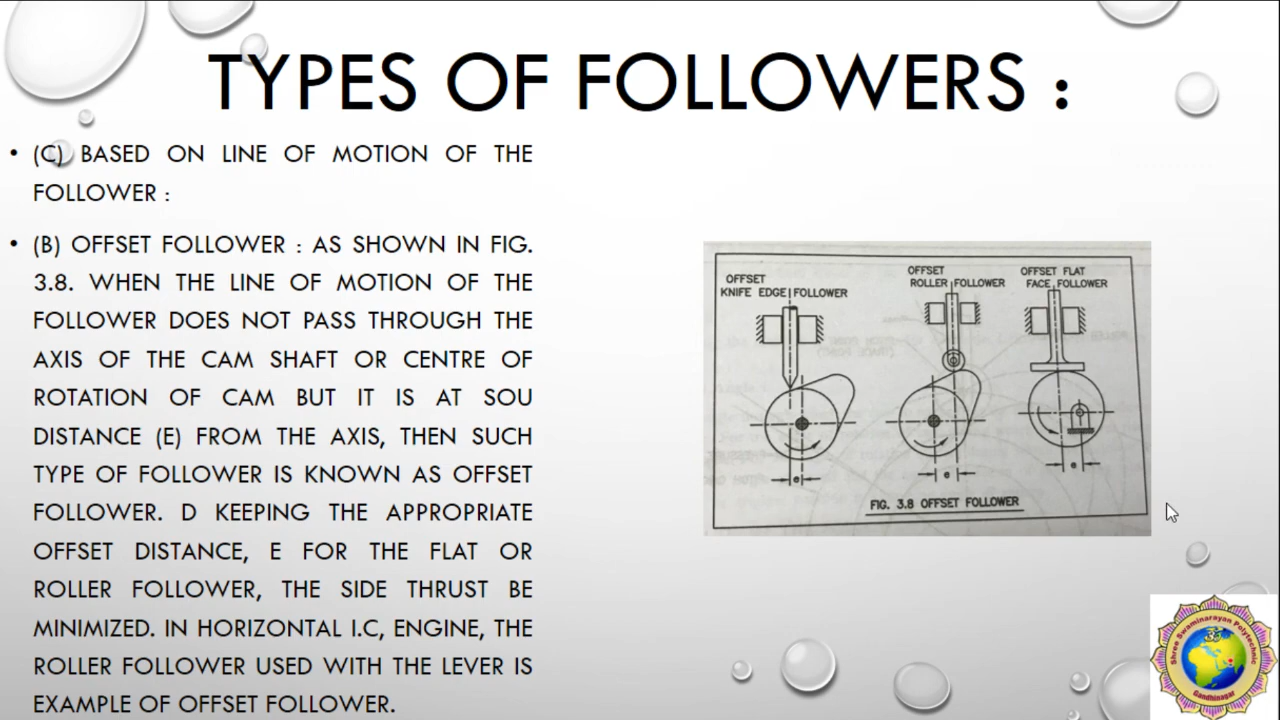 TYPES OF FOLLOWERS :
• (C) BASED ON LINE OF MOTION OF THE
FOLLOWER :
• (B) OFFSET FOLLOWER : AS SHOWN IN FIG.
3.8. WHEN THE LINE OF MOTION OF THE
FOLLOWER DOES NOT PASS THROUGH THE
AXIS OF THE CAM SHAFT OR CENTRE OF
ROTATION OF CAM BUT IT IS AT SOU
DISTANCE (E) FROM THE AXIS, THEN SUCH
TYPE OF FOLLOWER IS KNOWN AS OFFSET
FOLLOWER. D KEEPING THE APPROPRIATE
OFFSET DISTANCE, E FOR THE FLAT OR
ROLLER FOLLOWER, THE SIDE THRUST BE
MINIMIZED. IN HORIZONTAL I.C, ENGINE, THE
ROLLER FOLLOWER USED WITH THE LEVER IS
EXAMPLE OF OFFSET FOLLOWER.
OFFSET
KNIFE EDGE FOLLOWER
OFFSET
ROLLER FOLLOWER
OFFSET FLAT
FACE FOLLOWER
e
e
e
FIG. 3.8 OFFSET FOLLOWER
Shree Swaminarayan Polytechnic
Gandhinagar